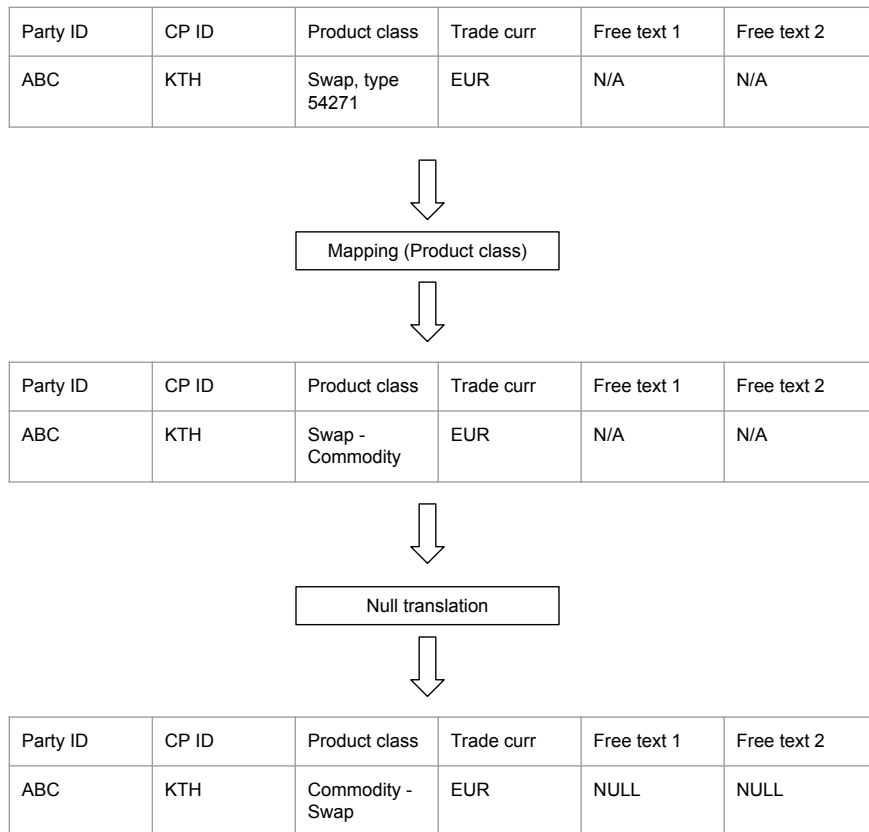 Party ID CP ID Product class Trade curr Free text 1 Free text 2
ABC KTH Swap, type EUR N/A N/A
54271
Mapping (Product class)
Party ID CP ID Product class Trade curr Free text 1 Free text 2
ABC KTH Swap - EUR N/A N/A
Commodity
Null translation
Party ID CP ID Product class Trade curr Free text 1 Free text 2
ABC KTH Commodity - EUR NULL NULL
Swap